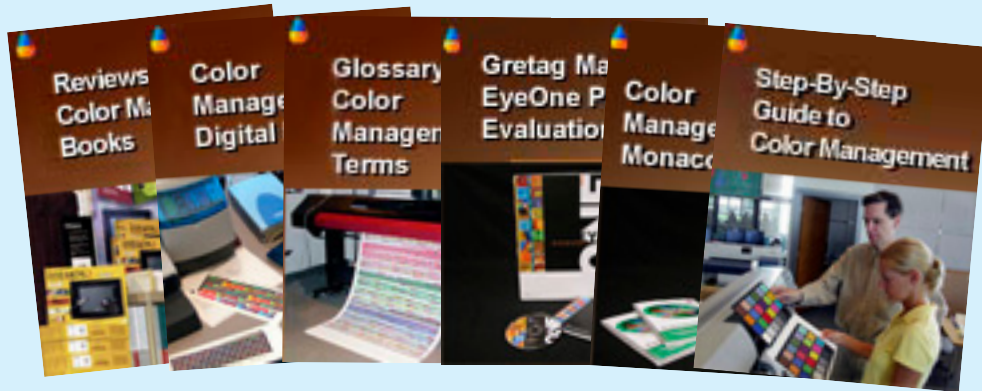 Reviews
Color Ma
Books
Color
Manage
Digital
Glossary
Color
Managem
Terms
Gretag Ma
EyeOne P
Evaluation
Color
Manage
Monaco
Step-By-Step
Guide to
Color Management